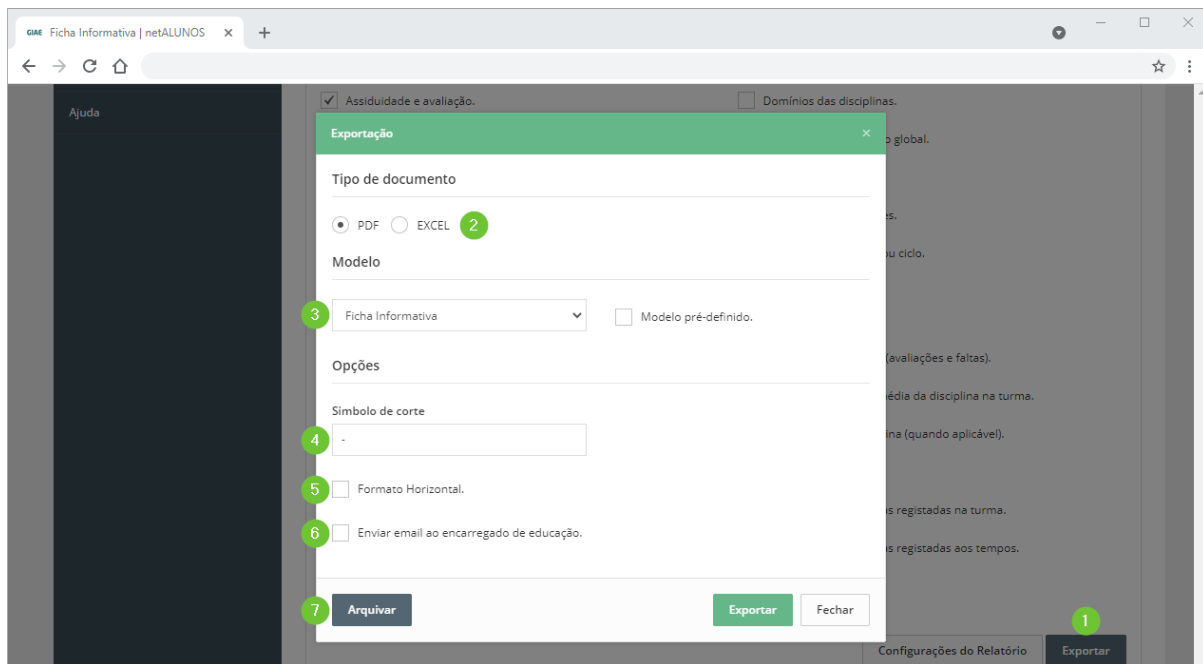 GIAE Ficha Informativa | netALUNOS
Ajuda
Assiduidade e avaliação.
Domínios das disciplinas.
Exportação
o global.
Tipo de documento
PDF EXCEL 2
es.
Modelo
ou ciclo.
3 Ficha Informativa
Modelo pré-definido.
Opções
(avaliações e faltas).
édia da disciplina na turma.
Simbolo de corte
4 -
ina (quando aplicável).
5 Formato Horizontal.
as registadas na turma.
6 Enviar email ao encarregado de educação.
as registadas aos tempos.
7 Arquivar
Exportar
Fechar
1
Configurações do Relatório
Exportar